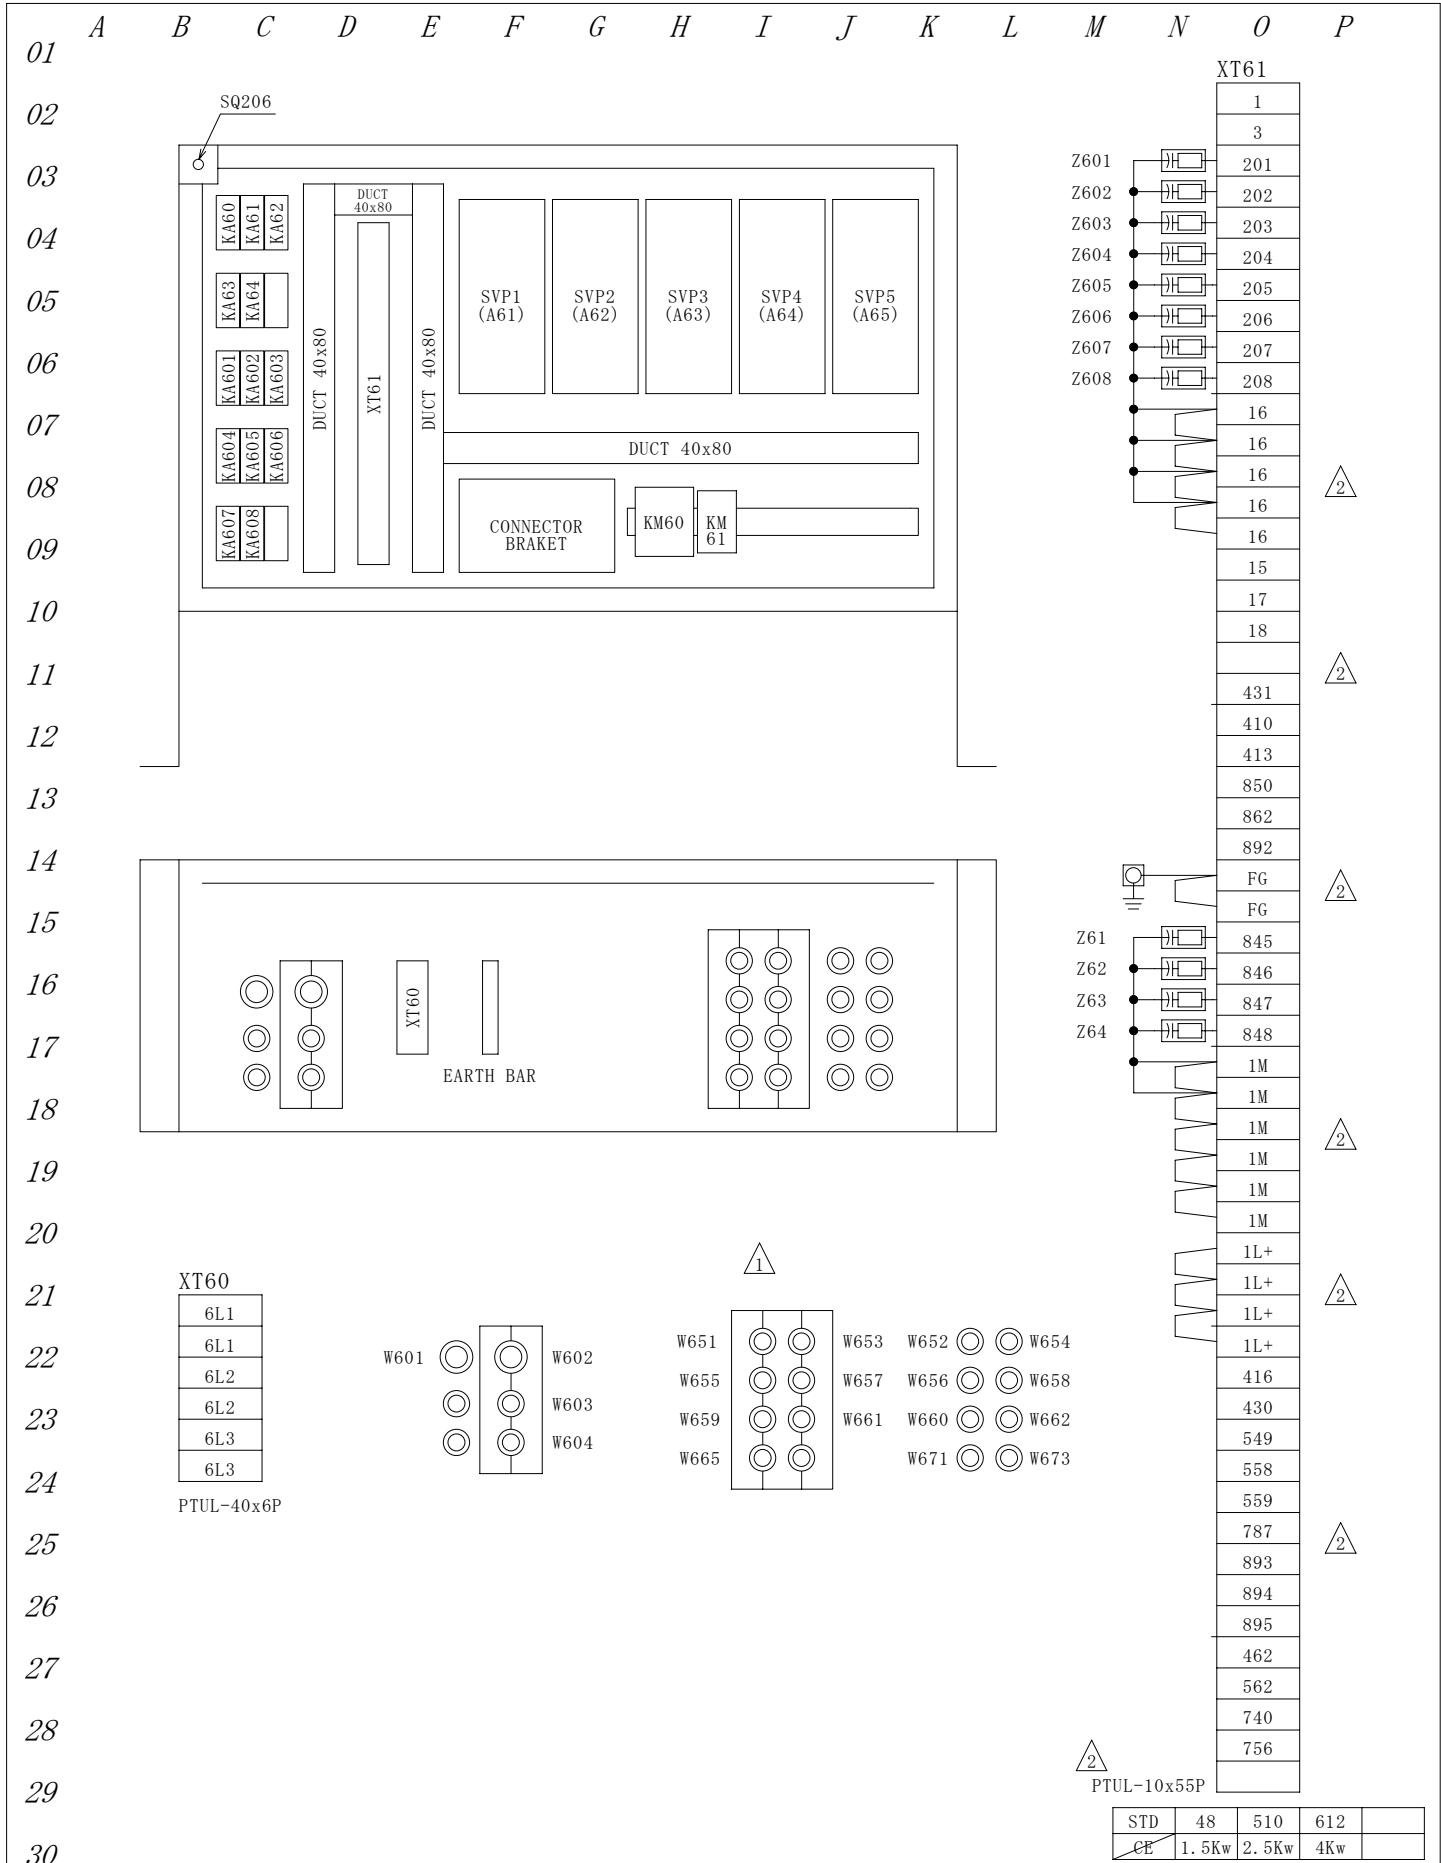 A B C D E F G H I J K L M N O P
01
02
03
04
05
06
07
08
09
10
11
12
13
14
15
16
17
18
19
20
21
22
23
24
25
26
27
28
29
30
SQ206
KA60
KA61
KA62
KA63
KA64
KA601
KA602
KA603
KA604
KA605
KA606
KA607
KA608
DUCT 40x80
DUCT
40x80
XT61
DUCT 40x80
SVP1
(A61)
SVP2
(A62)
SVP3
(A63)
SVP4
(A64)
SVP5
(A65)
DUCT 40x80
CONNECTOR
BRAKET
KM60
KM
61
XT60
EARTH BAR
XT60
6L1
6L1
6L2
6L2
6L3
6L3
PTUL-40x6P
W601
W602
W603
W604
1
W651
W653
W652
W654
W655
W657
W656
W658
W659
W661
W660
W662
W665
W671
W673
Z601
Z602
Z603
Z604
Z605
Z606
Z607
Z608
Z61
Z62
Z63
Z64
XT61
1
3
201
202
203
204
205
206
207
208
16
16
16
16
16
15
17
18
431
410
413
850
862
892
FG
FG
845
846
847
848
1M
1M
1M
1M
1M
1M
1L+
1L+
1L+
1L+
416
430
549
558
559
787
893
894
895
462
562
740
756
2
2
2
2
2
2
2
PTUL-10x55P
STD 48 510 612
CE 1.5Kw 2.5Kw 4Kw